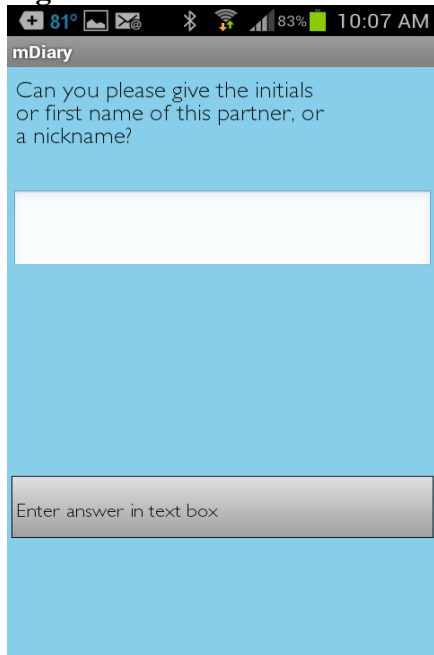 81° 83% 10:07 AM
mDiary
Can you please give the initials
or first name of this partner, or
a nickname?
Enter answer in text box